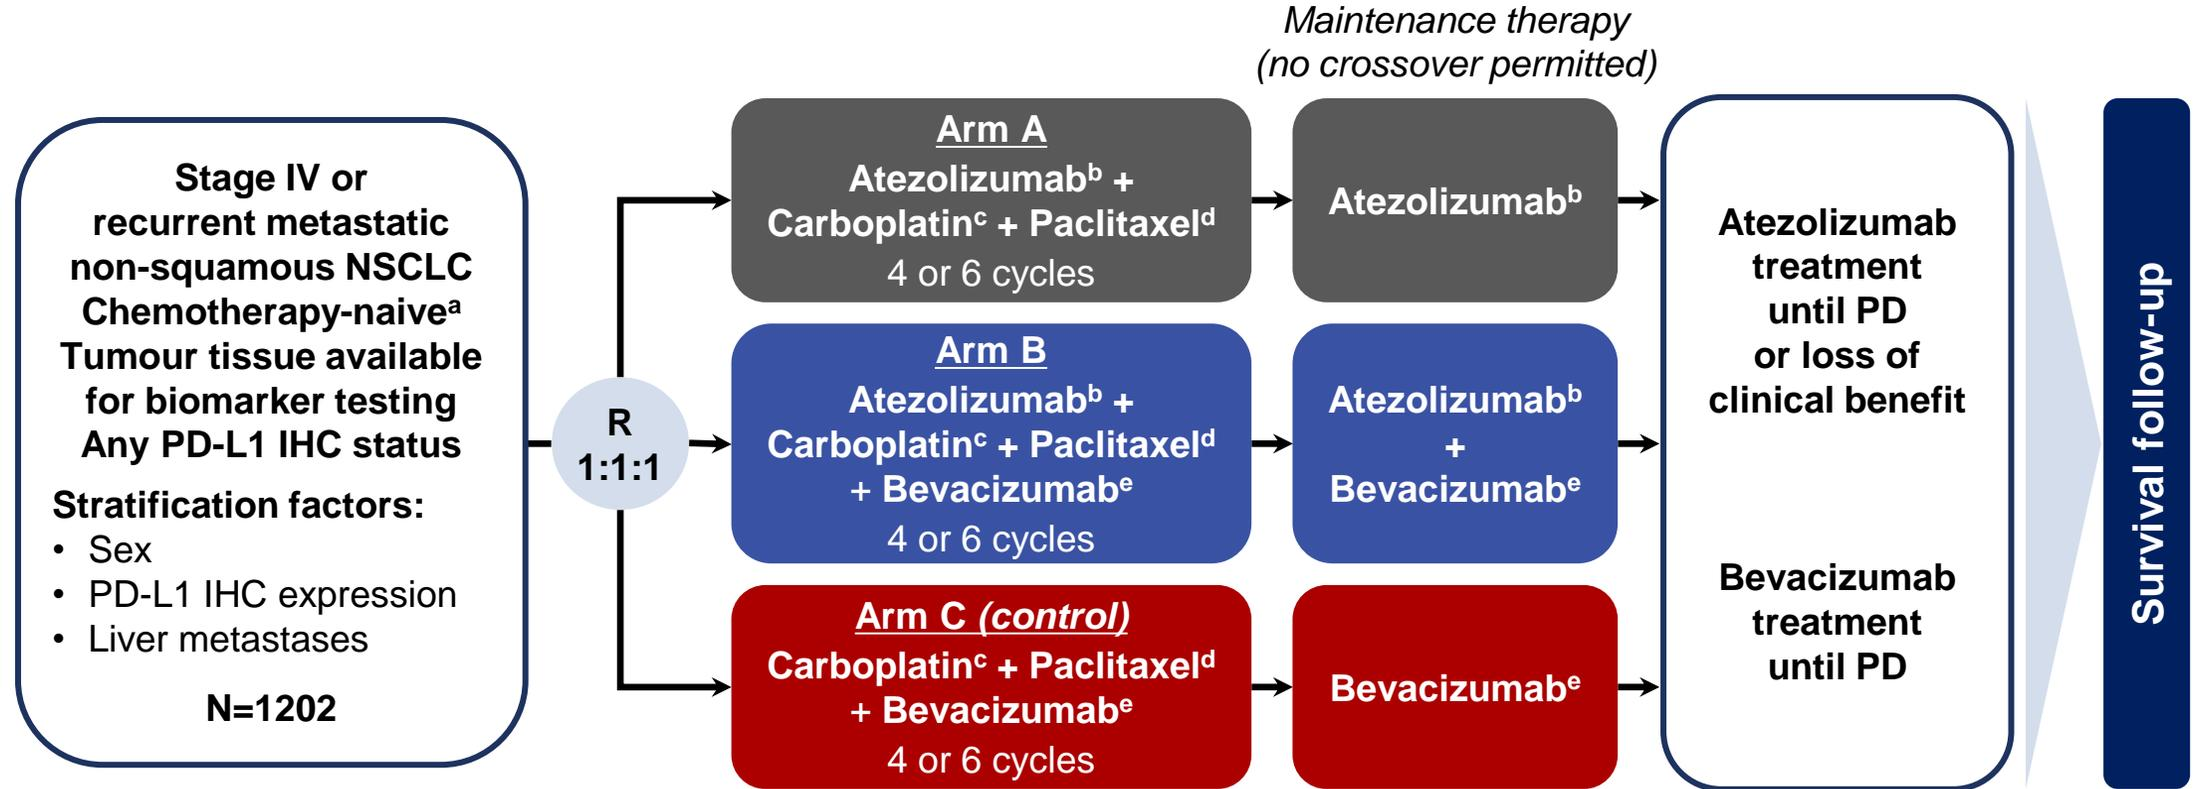 Maintenance therapy
(no crossover permitted)
Stage IV or
recurrent metastatic
non-squamous NSCLC
Chemotherapy-naiveᵃ
Tumour tissue available
for biomarker testing
Any PD-L1 IHC status
Stratification factors:
• Sex
• PD-L1 IHC expression
• Liver metastases
N=1202
R
1:1:1
Arm A
Atezolizumabᵇ +
Carboplatinᶜ + Paclitaxelᵈ
4 or 6 cycles
Atezolizumabᵇ
Arm B
Atezolizumabᵇ +
Carboplatinᶜ + Paclitaxelᵈ
+ Bevacizumabᵉ
4 or 6 cycles
Atezolizumabᵇ
+
Bevacizumabᵉ
Arm C (control)
Carboplatinᶜ + Paclitaxelᵈ
+ Bevacizumabᵉ
4 or 6 cycles
Bevacizumabᵉ
Atezolizumab
treatment
until PD
or loss of
clinical benefit
Bevacizumab
treatment
until PD
Survival follow-up